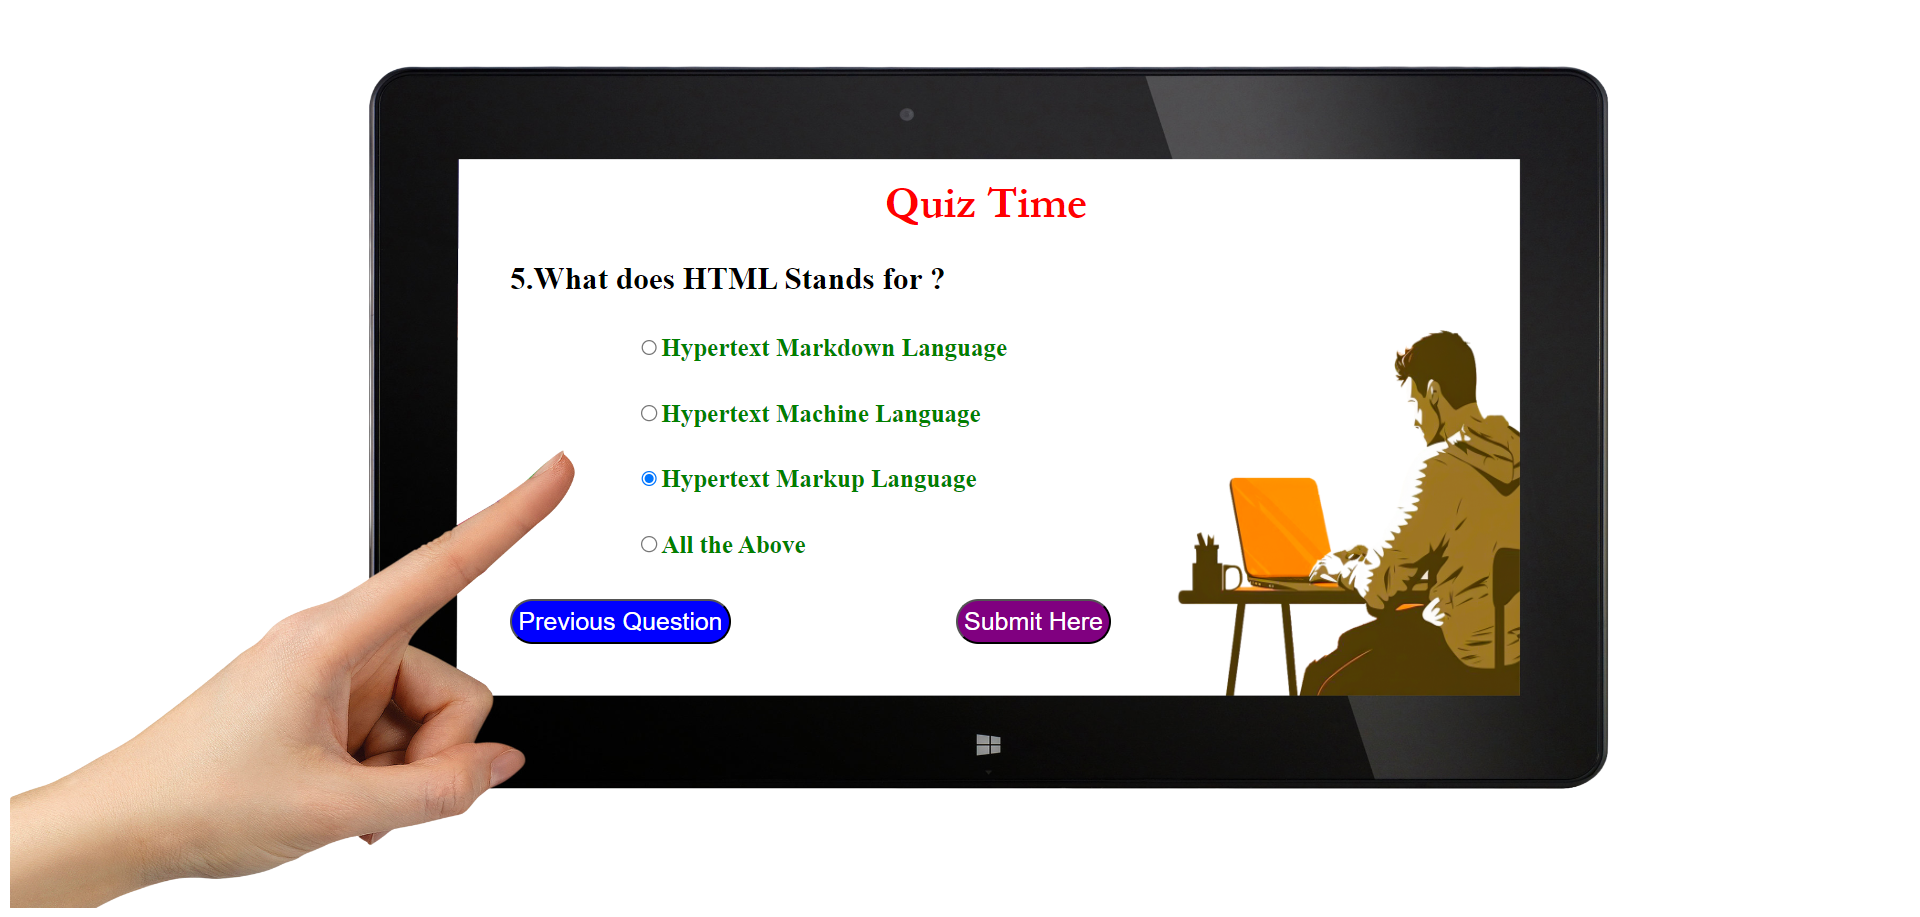 Quiz Time
5.What does HTML Stands for ?
Hypertext Markdown Language
Hypertext Machine Language
Hypertext Markup Language
All the Above
Previous Question
Submit Here